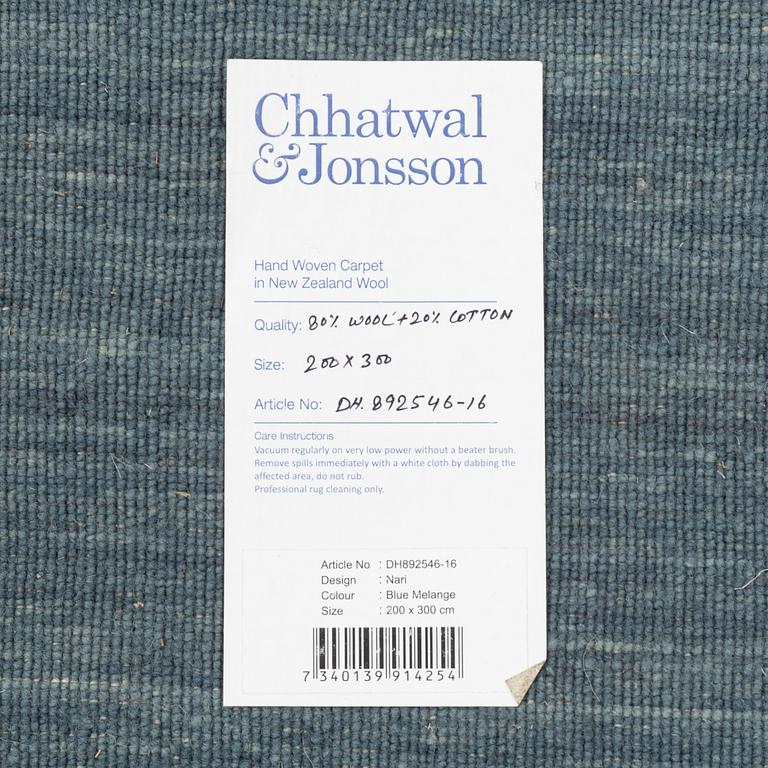 Chhatwal
&Jonsson
Hand Woven Carpet
in New Zealand Wool
Quality: 80% WOOL+20% COTTON
Size: 200 X 300
Article No: DH. 892546-16
Care Instructions
Vacuum regularly on very low power without a beater brush.
Remove spills immediately with a white cloth by dabbing the
affected area, do not rub.
Professional rug cleaning only.
Article No : DH892546-16
Design : Nari
Colour : Blue Melange
Size : 200 x 300 cm
7 340139 914254